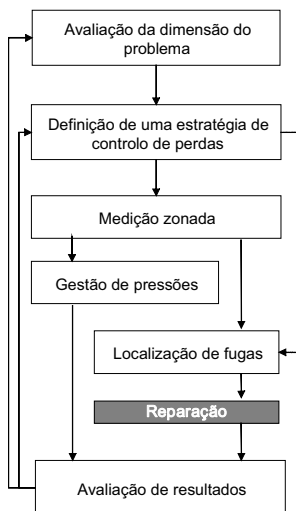 Avaliação da dimensão do
problema
Definição de uma estratégia de
controlo de perdas
Medição zonada
Gestão de pressões
Localização de fugas
Reparação
Avaliação de resultados